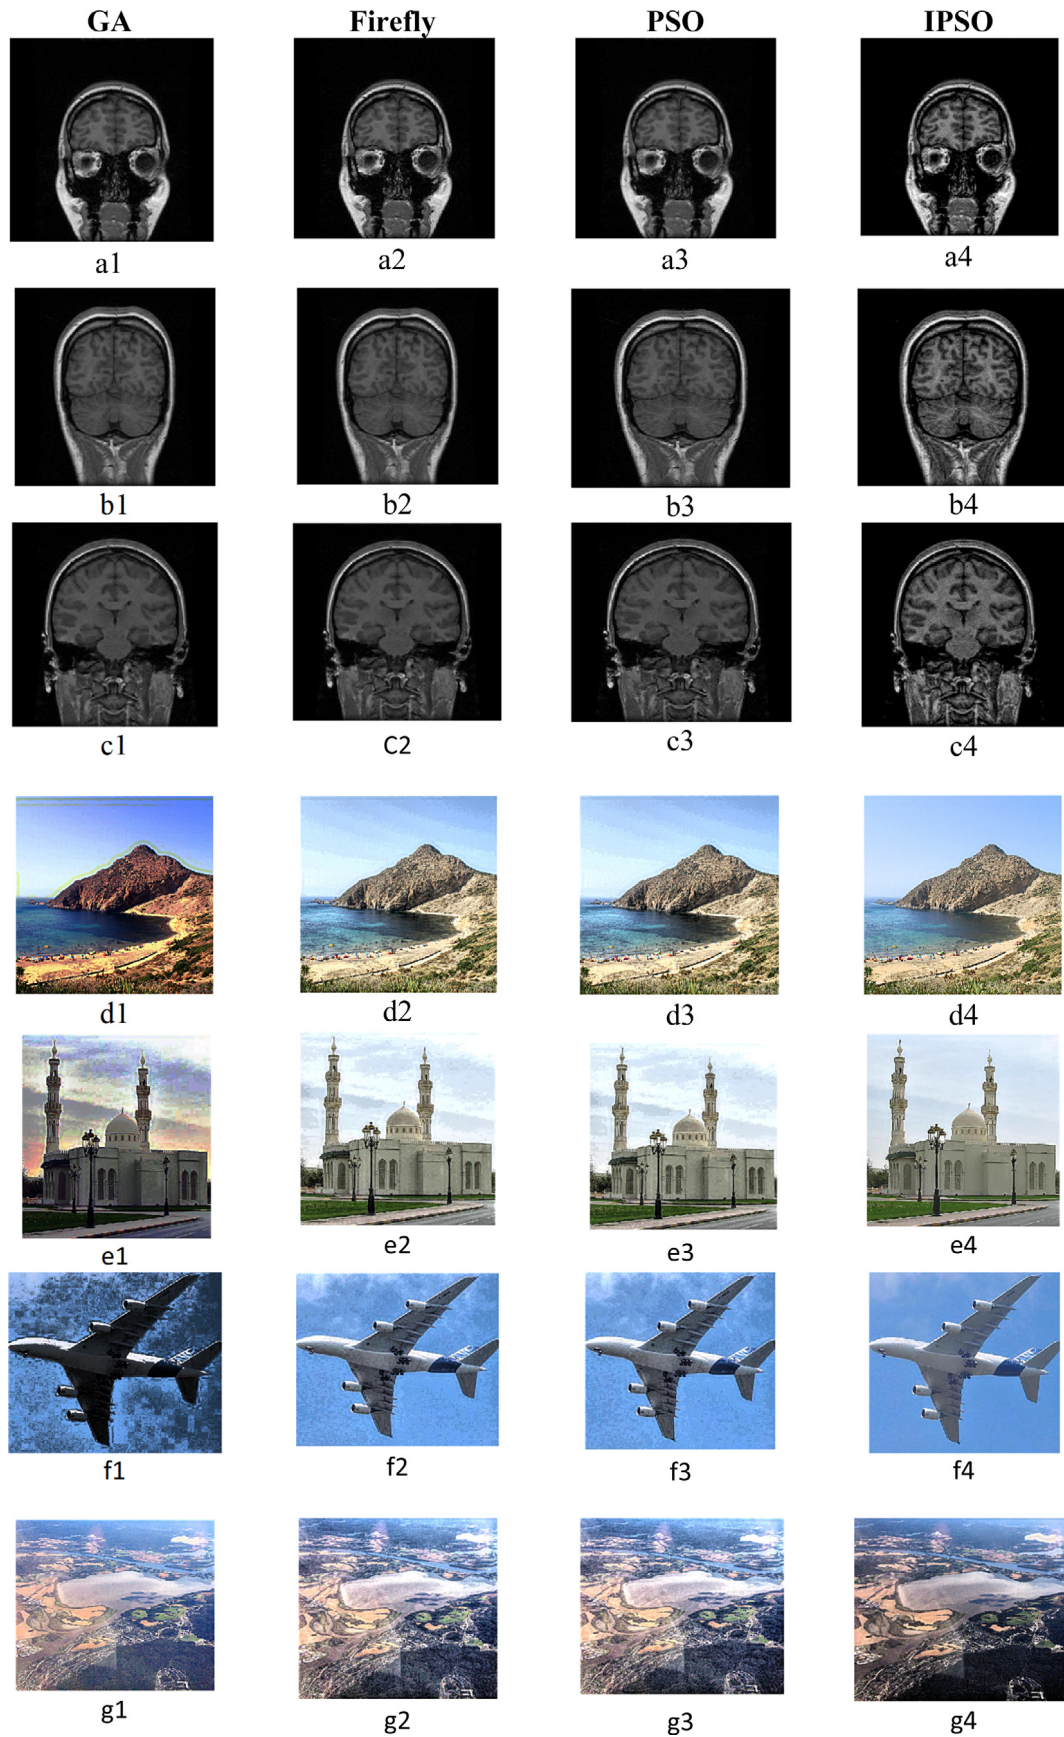 GA Firefly PSO IPSO
a1 a2 a3 a4
b1 b2 b3 b4
c1 C2 c3 c4
d1 d2 d3 d4
e1 e2 e3 e4
f1 f2 f3 f4
g1 g2 g3 g4